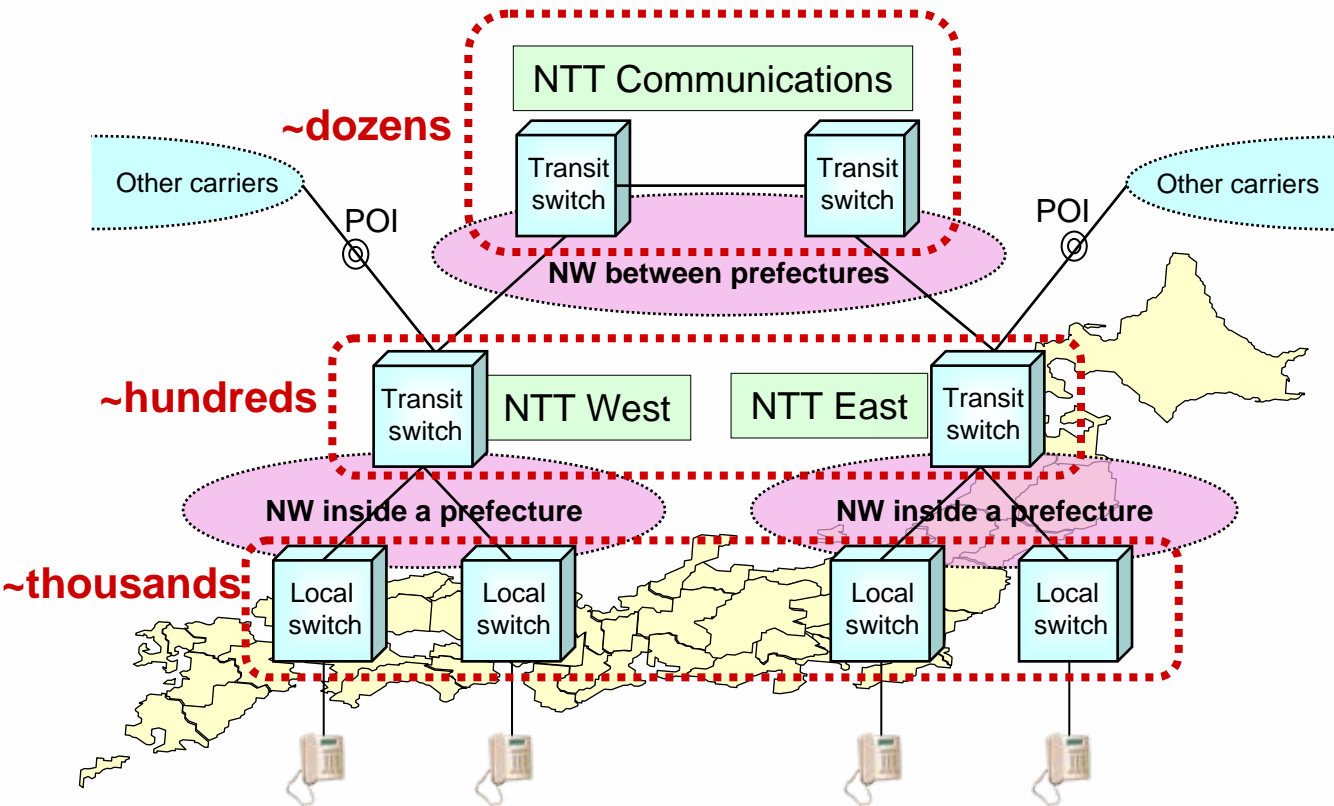 NTT Communications
~dozens
Transit
switch
Transit
switch
Other carriers
Other carriers
POI
POI
NW between prefectures
~hundreds
Transit
switch
NTT West
NTT East
Transit
switch
NW inside a prefecture
NW inside a prefecture
~thousands
Local
switch
Local
switch
Local
switch
Local
switch